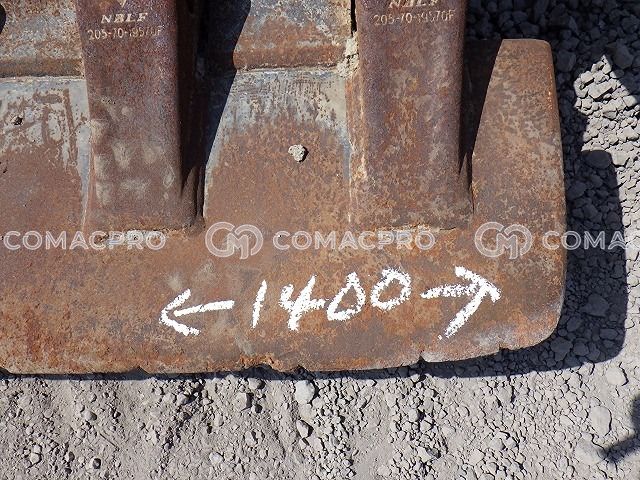 NBLF
205-70-19570F
NBLF
205-70-19570F
COMACPRO COMACPRO COMA
← 1400 →